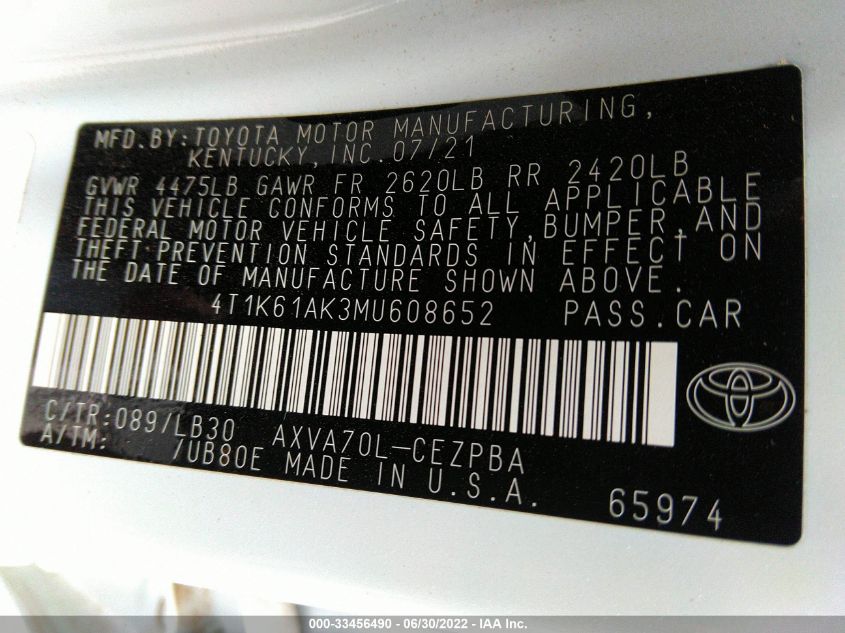 MFD.BY:TOYOTA MOTOR MANUFACTURING,
KENTUCKY, INC.07/21
GVWR 4475LB GAWR FR 2620LB RR 2420LB
THIS VEHICLE CONFORMS TO ALL APPLICABLE
FEDERAL MOTOR VEHICLE SAFETY,BUMPER,AND
THEFT PREVENTION STANDARDS IN EFFECT ON
THE DATE OF MANUFACTURE SHOWN ABOVE.
4T1K61AK3MU608652 PASS.CAR
C/TR:089/LB30 AXVA70L-CEZPBA
A/TM: /UB80E MADE IN U.S.A.
65974
000-33456490 - 06/30/2022 - IAA Inc.